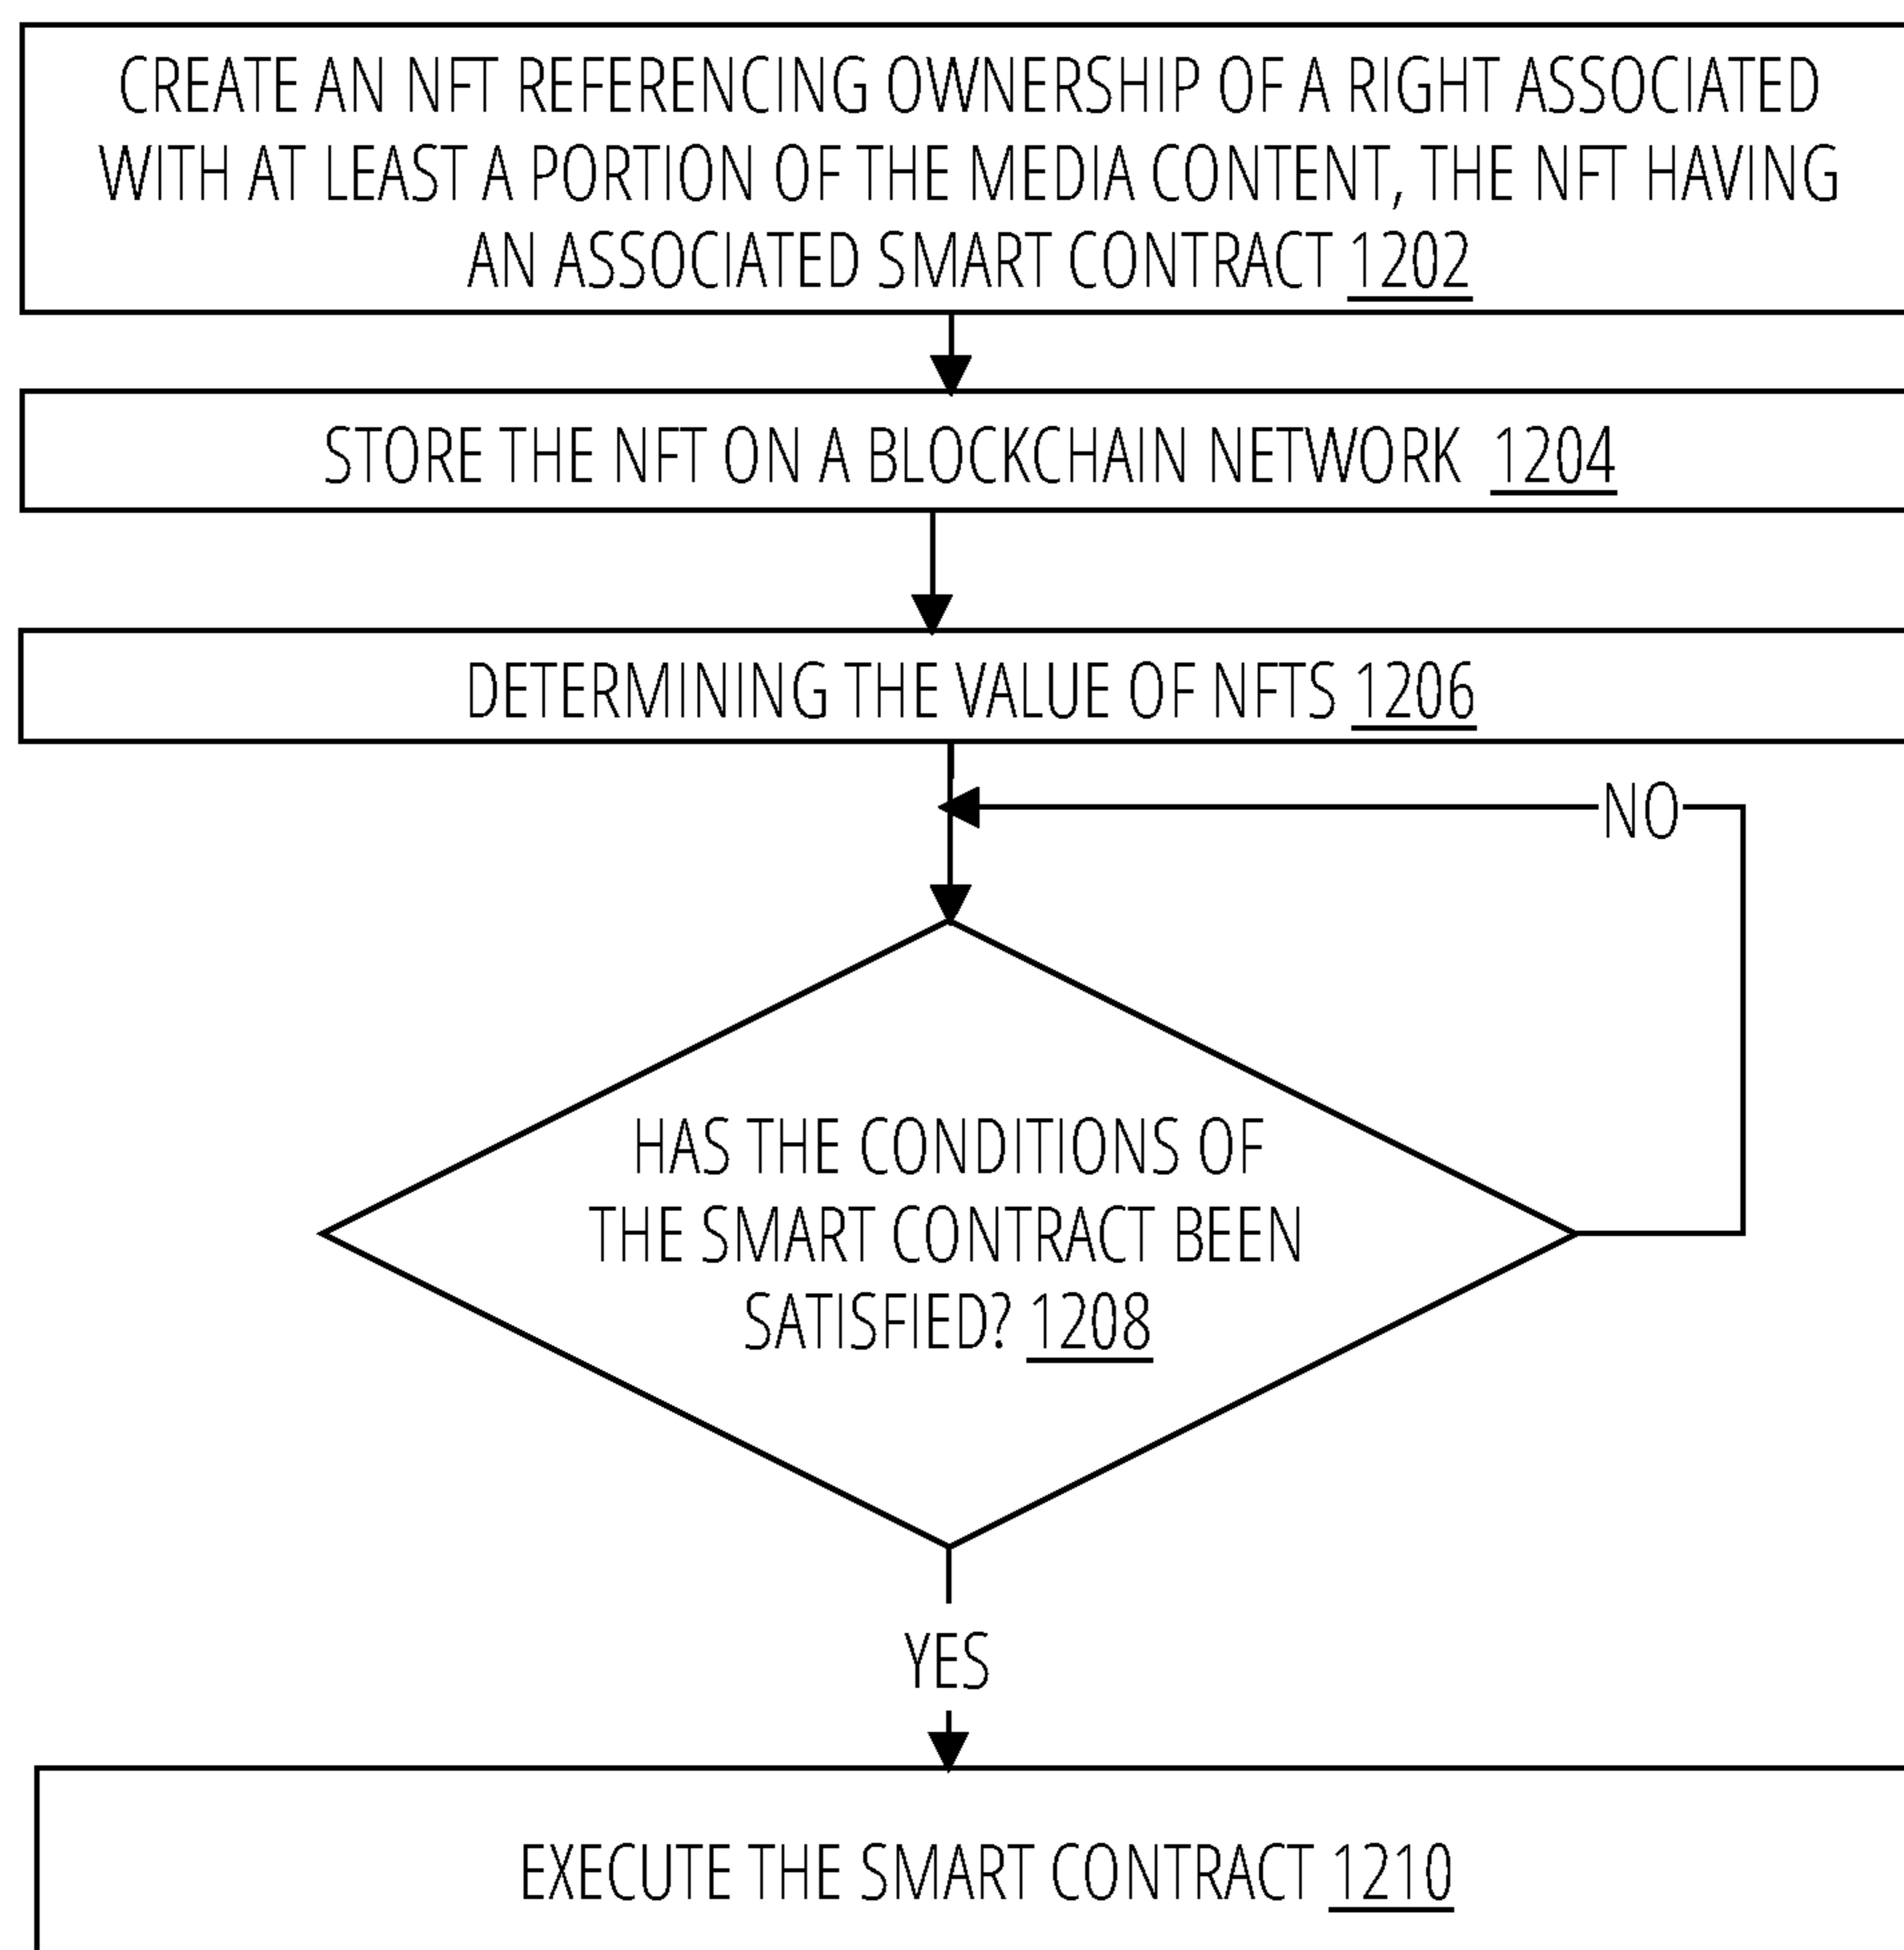 CREATE AN NFT REFERENCING OWNERSHIP OF A RIGHT ASSOCIATED
WITH AT LEAST A PORTION OF THE MEDIA CONTENT, THE NFT HAVING
AN ASSOCIATED SMART CONTRACT 1202
STORE THE NFT ON A BLOCKCHAIN NETWORK 1204
DETERMINING THE VALUE OF NFTS 1206
NO
HAS THE CONDITIONS OF
THE SMART CONTRACT BEEN
SATISFIED? 1208
YES
EXECUTE THE SMART CONTRACT 1210